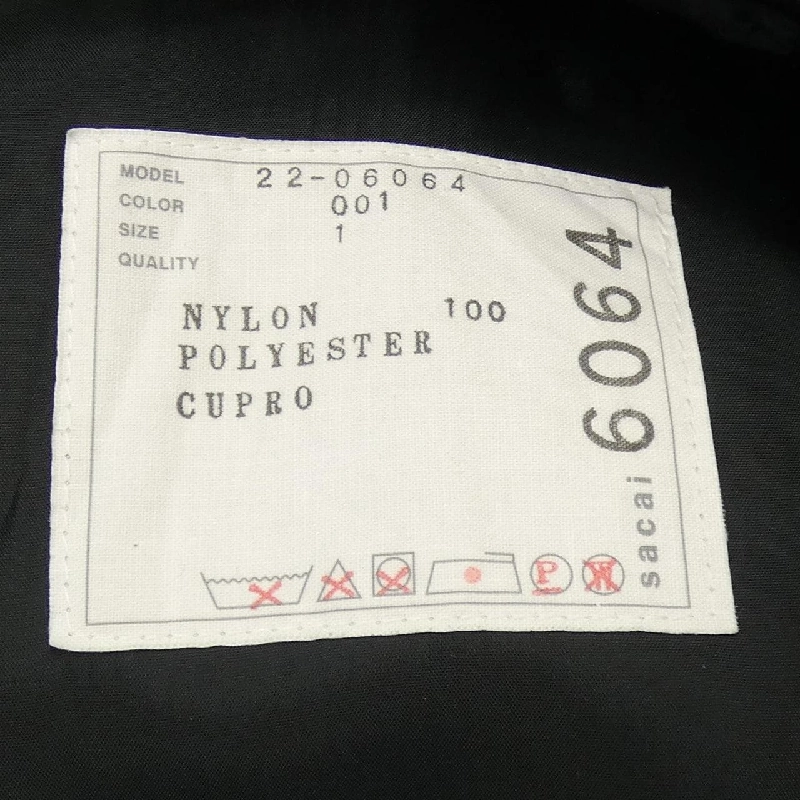 MODEL 22-06064
COLOR 001
SIZE 1
QUALITY
NYLON 100
POLYESTER
CUPRO
sacai 6064
P
W